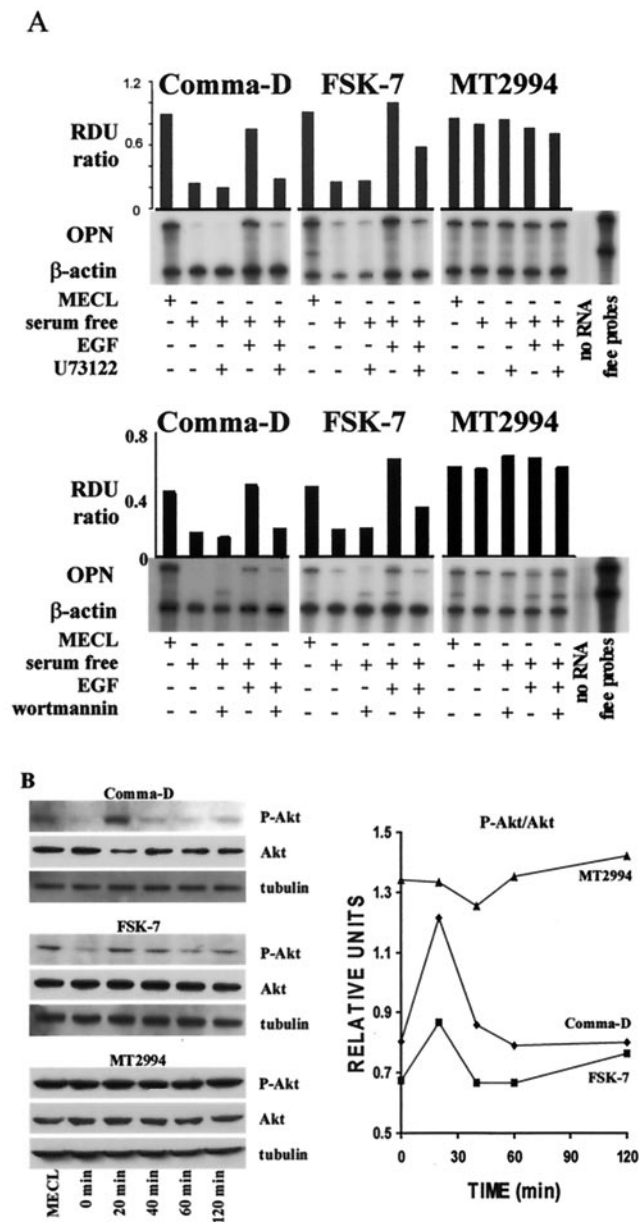 A
Comma-D FSK-7 MT2994
1.2
RDU ratio
0.6
0
OPN
β-actin
MECL + - - - - + - - - - + - - - -
serum free - + + + + - + + + + - + + + +
EGF - - - + + - - - + + - - - + +
U73122 - - + - + - - + - + - - + - +
no RNA
free probes
Comma-D FSK-7 MT2994
0.8
RDU ratio
0.4
0
OPN
β-actin
MECL + - - - - + - - - - + - - - -
serum free - + + + + - + + + + - + + + +
EGF - - - + + - - - + + - - - + +
wortmannin - - + - + - - + - + - - + - +
no RNA
free probes
B
Comma-D
P-Akt
Akt
tubulin
FSK-7
P-Akt
Akt
tubulin
MT2994
P-Akt
Akt
tubulin
MECL 0 min 20 min 40 min 60 min 120 min
P-Akt/Akt
RELATIVE UNITS
1.5
1.3
1.1
0.9
0.7
0.5
MT2994
Comma-D
FSK-7
0 30 60 90 120
TIME (min)